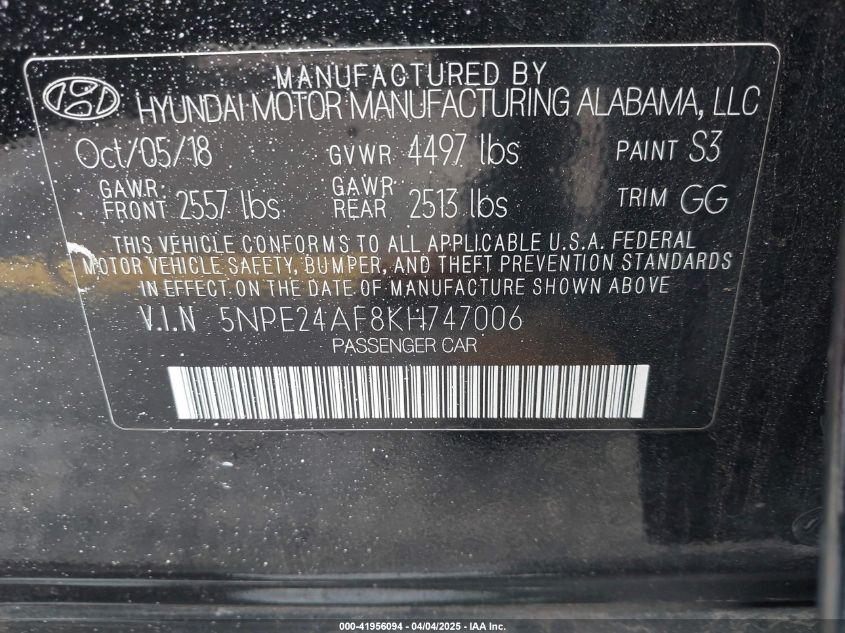 MANUFACTURED BY
HYUNDAI MOTOR MANUFACTURING ALABAMA, LLC
Oct/05/18 GVWR 4497 lbs PAINT S3
GAWR FRONT 2557 lbs GAWR REAR 2513 lbs TRIM GG
THIS VEHICLE CONFORMS TO ALL APPLICABLE U.S.A. FEDERAL
MOTOR VEHICLE SAFETY, BUMPER, AND THEFT PREVENTION STANDARDS
IN EFFECT ON THE DATE OF MANUFACTURE SHOWN ABOVE
V.I.N 5NPE24AF8KH747006
PASSENGER CAR
000-41956094 - 04/04/2025 - IAA Inc.